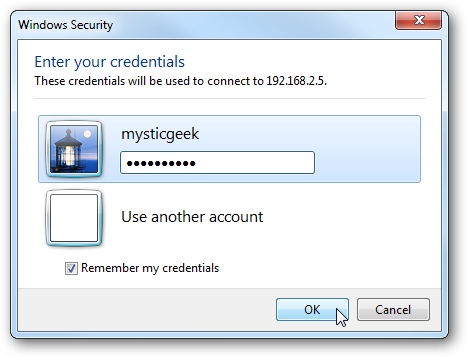 Windows Security
Enter your credentials
These credentials will be used to connect to 192.168.2.5.
mysticgeek
••••••••••
Use another account
Remember my credentials
OK
Cancel